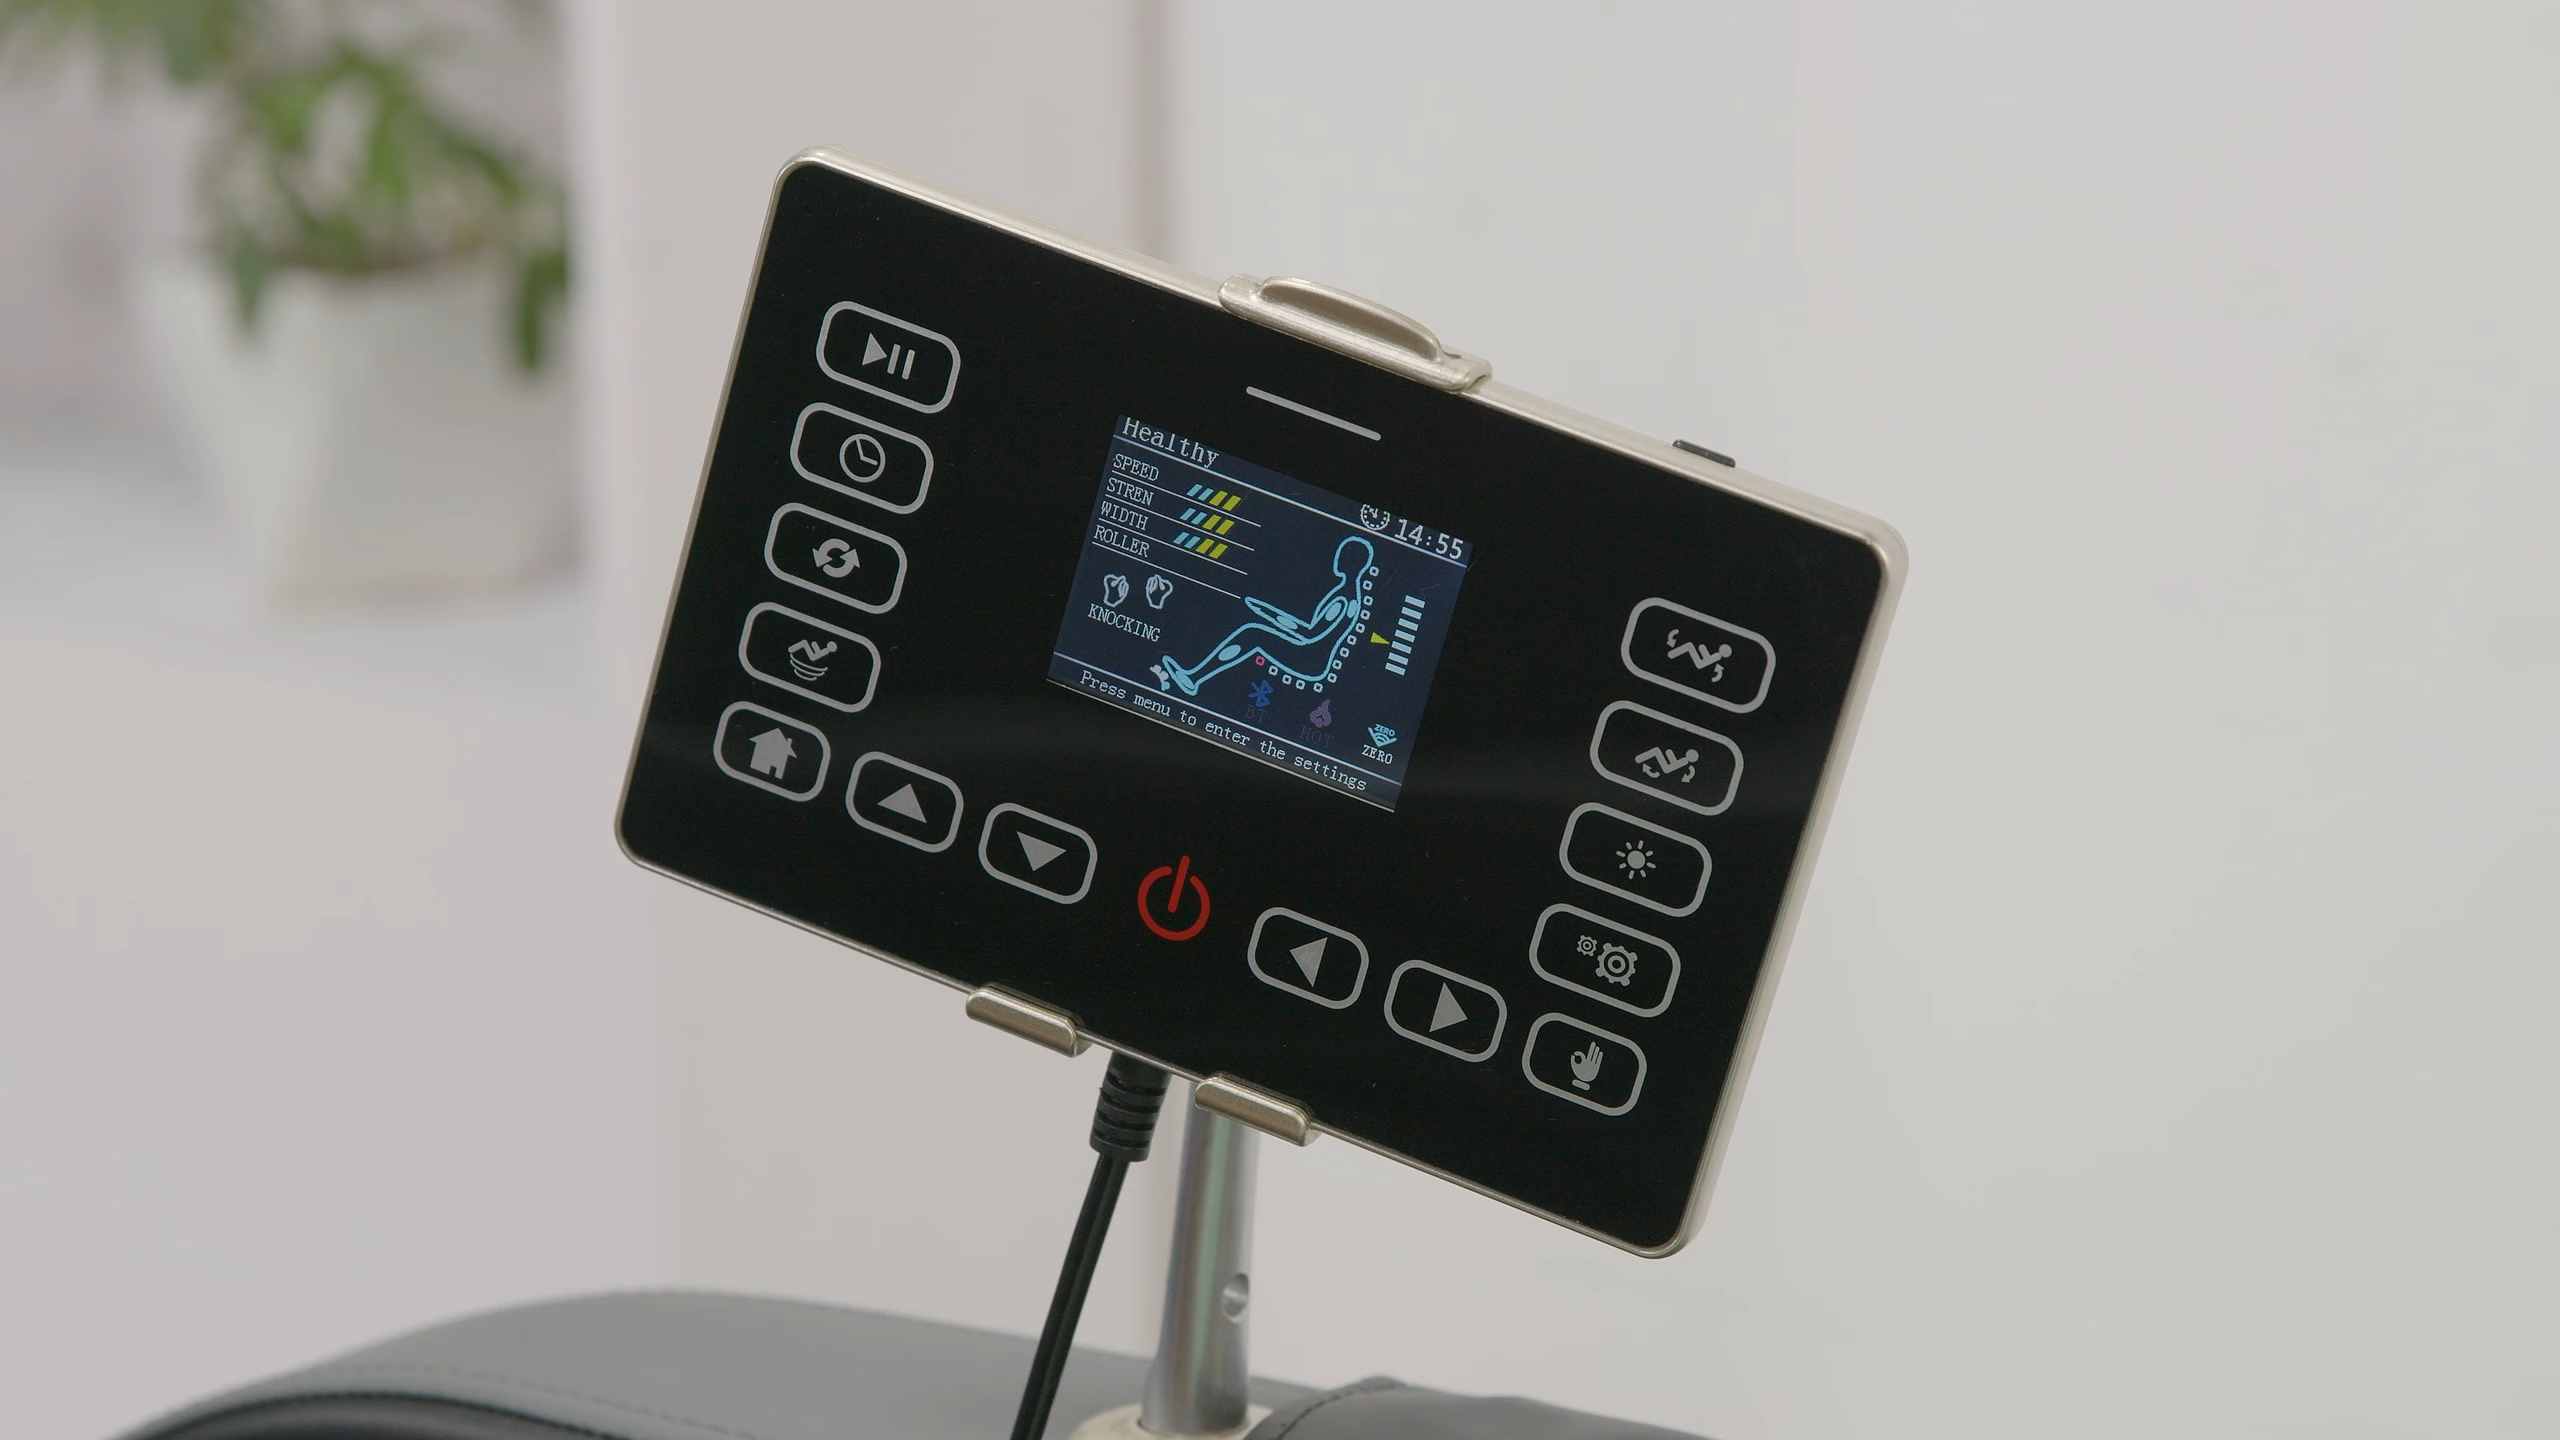 Healthy
14:55
SPEED
STREN
WIDTH
ROLLER
KNOCKING
BT
HOT
ZERO
ZERO
Press menu to enter the settings